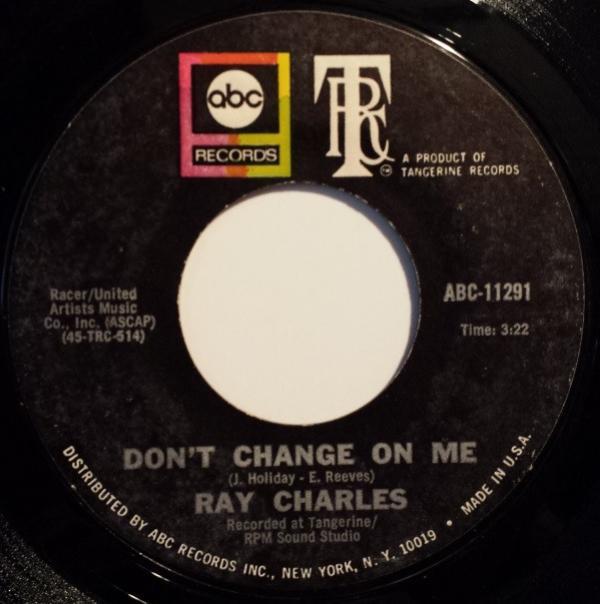 abc
RECORDS
TRC
TM
A PRODUCT OF
TANGERINE RECORDS
Racer/United
Artists Music
Co., Inc. (ASCAP)
(45-TRC-514)
ABC-11291
Time: 3:22
DON'T CHANGE ON ME
(J. Holiday - E. Reeves)
RAY CHARLES
Recorded at Tangerine/
RPM Sound Studio
DISTRIBUTED BY ABC RECORDS INC., NEW YORK, N. Y. 10019 • MADE IN U.S.A.